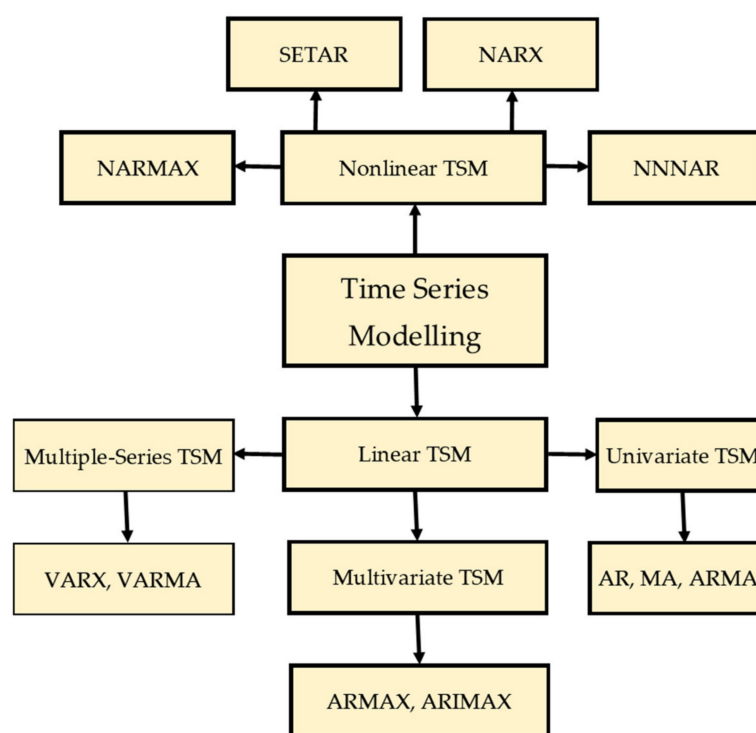 SETAR
NARX
NARMAX
Nonlinear TSM
NNNAR
Time Series
Modelling
Multiple-Series TSM
Linear TSM
Univariate TSM
VARX, VARMA
Multivariate TSM
AR, MA, ARMA
ARMAX, ARIMAX